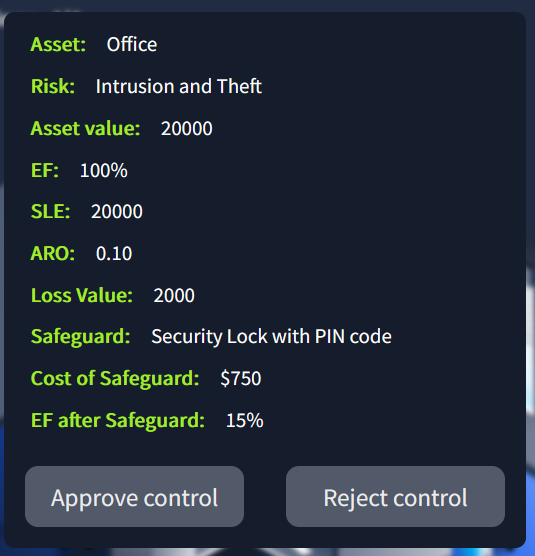 Asset: Office
Risk: Intrusion and Theft
Asset value: 20000
EF: 100%
SLE: 20000
ARO: 0.10
Loss Value: 2000
Safeguard: Security Lock with PIN code
Cost of Safeguard: $750
EF after Safeguard: 15%
Approve control Reject control